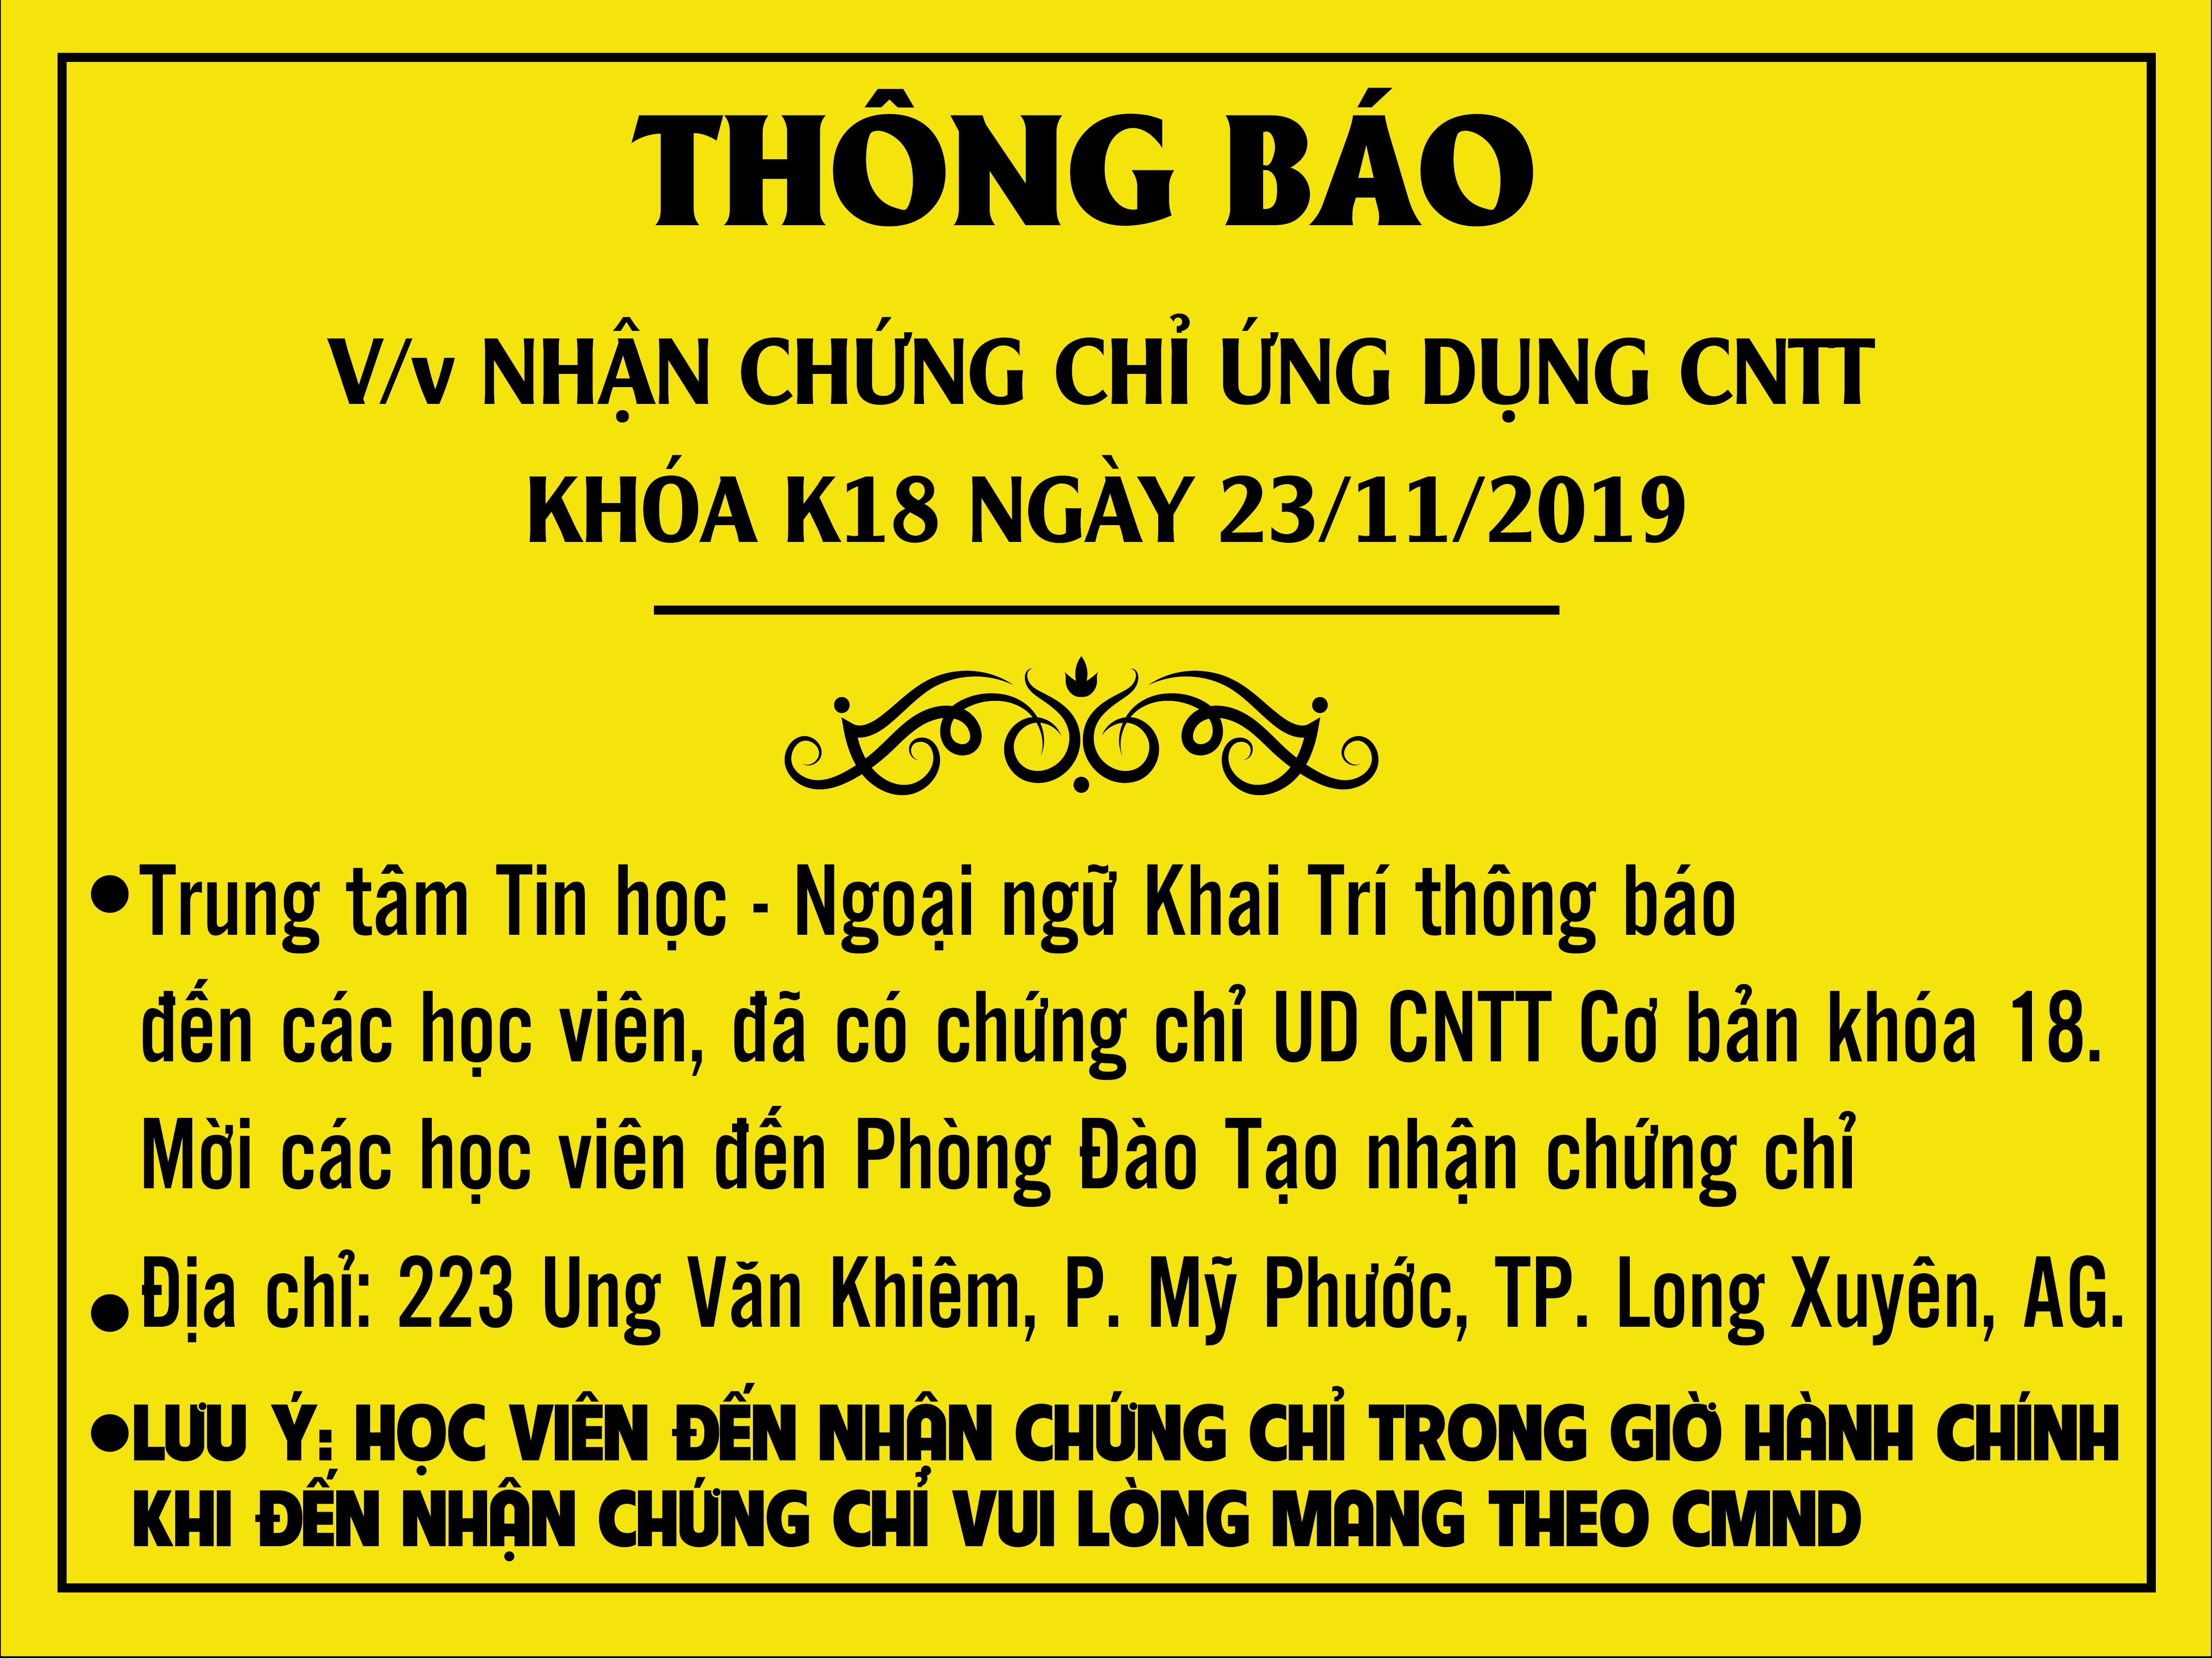 THÔNG BÁO
V/v NHẬN CHỨNG CHỈ ỨNG DỤNG CNTT
KHÓA K18 NGÀY 23/11/2019
• Trung tâm Tin học - Ngoại ngữ Khai Trí thông báo
đến các học viên, đã có chứng chỉ UD CNTT Cơ bản khóa 18.
Mời các học viên đến Phòng Đào Tạo nhận chứng chỉ
• Địa chỉ: 223 Ung Văn Khiêm, P. Mỹ Phước, TP. Long Xuyên, AG.
• LƯU Ý: HỌC VIÊN ĐẾN NHẬN CHỨNG CHỈ TRONG GIỜ HÀNH CHÍNH
KHI ĐẾN NHẬN CHỨNG CHỈ VUI LÒNG MANG THEO CMND